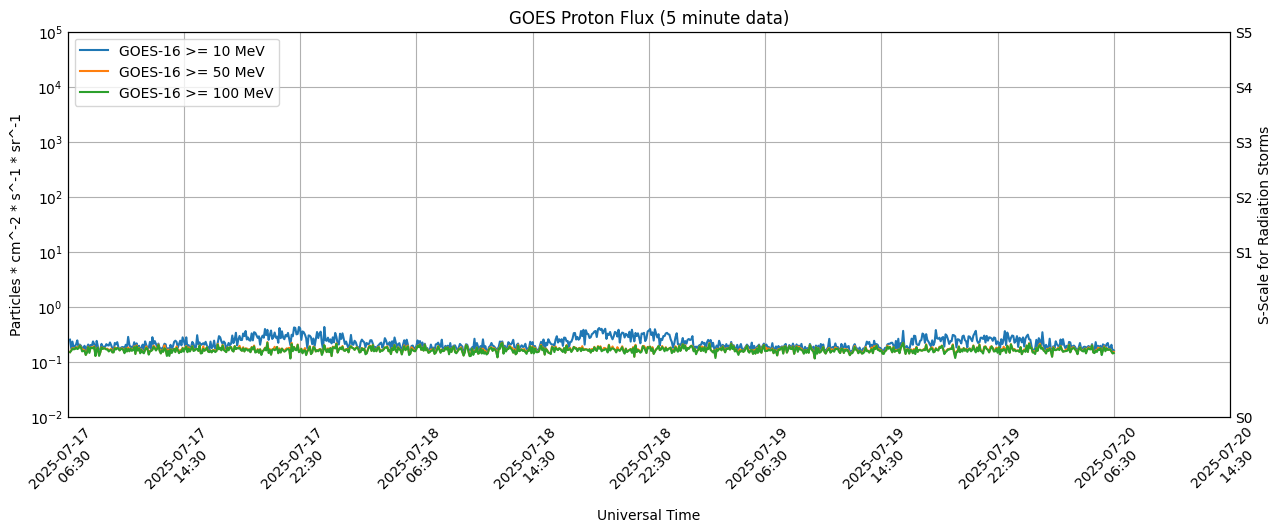 GOES Proton Flux (5 minute data)
GOES-16 >= 10 MeV
GOES-16 >= 50 MeV
GOES-16 >= 100 MeV
Particles * cm^-2 * s^-1 * sr^-1
10^5
10^4
10^3
10^2
10^1
10^0
10^-1
10^-2
S5
S4
S3
S2
S1
S0
S-Scale for Radiation Storms
2025-07-17
06:30
2025-07-17
14:30
2025-07-17
22:30
2025-07-18
06:30
2025-07-18
14:30
2025-07-18
22:30
2025-07-19
06:30
2025-07-19
14:30
2025-07-19
22:30
2025-07-20
06:30
2025-07-20
14:30
Universal Time